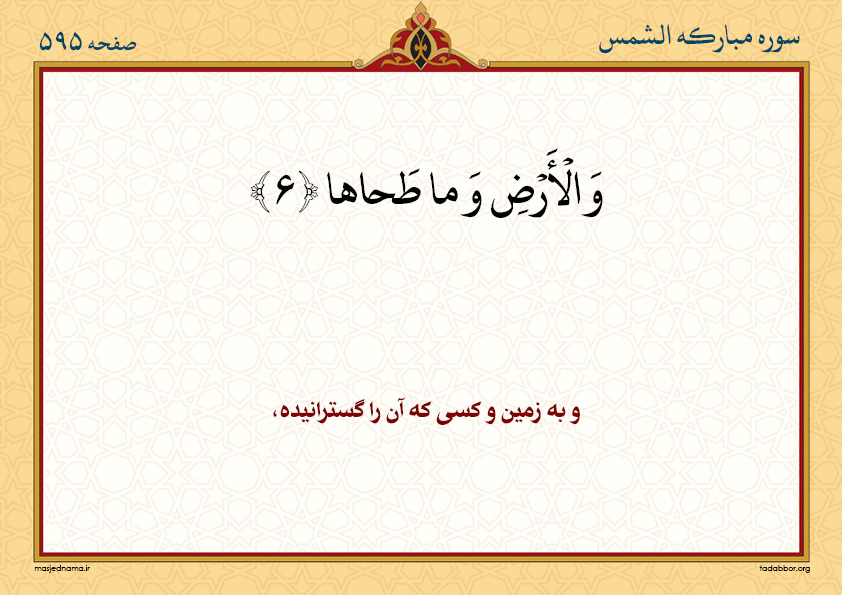 سوره مبارکه الشمس
صفحه ۵۹۵
وَ الْأَرْضِ وَ ما طَحاها ﴿۶﴾
و به زمین و کسی که آن را گسترانیده،
masjednama.ir
tadabbor.org